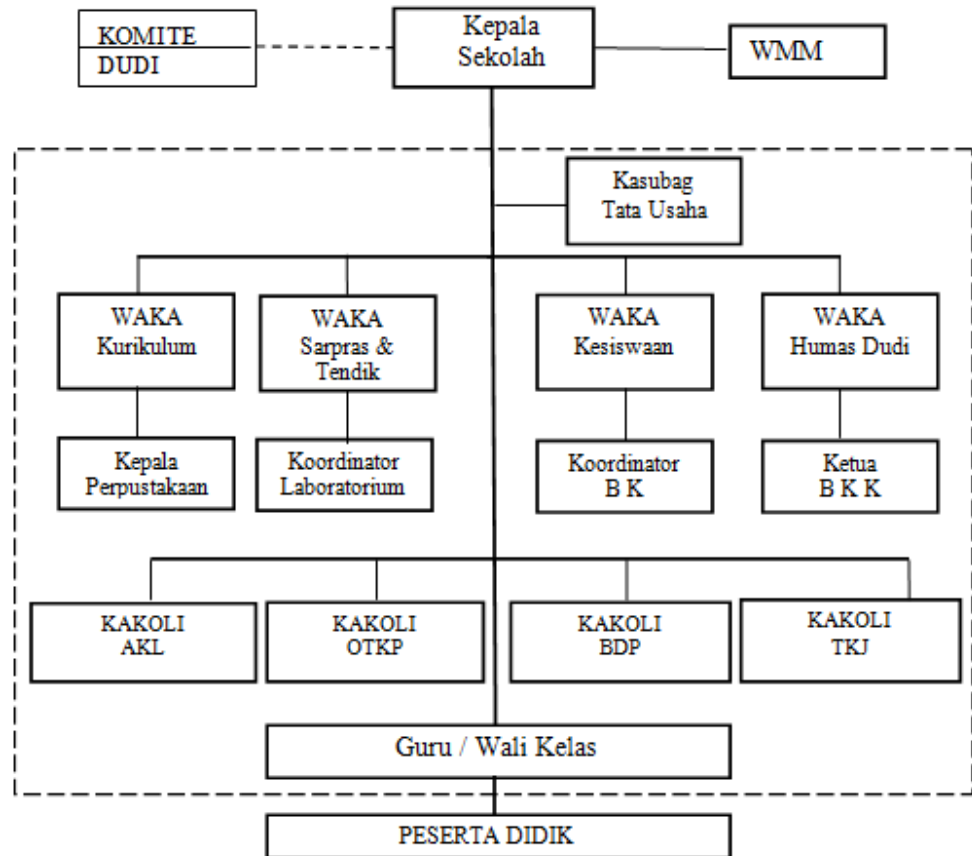 KOMITE
DUDI
Kepala
Sekolah
WMM
Kasubag
Tata Usaha
WAKA
Kurikulum
WAKA
Sarpras &
Tendik
WAKA
Kesiswaan
WAKA
Humas Dudi
Kepala
Perpustakaan
Koordinator
Laboratorium
Koordinator
B K
Ketua
B K K
KAKOLI
AKL
KAKOLI
OTKP
KAKOLI
BDP
KAKOLI
TKJ
Guru / Wali Kelas
PESERTA DIDIK